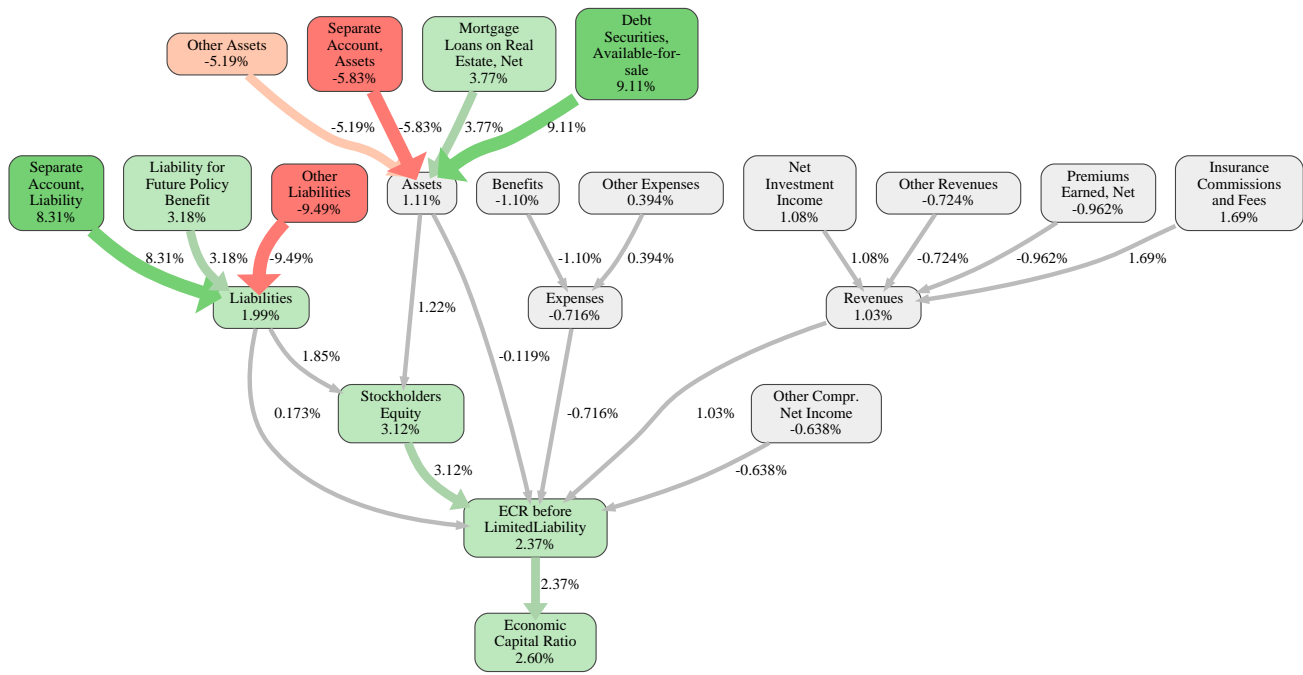 Other Assets
-5.19%
Separate
Account,
Assets
-5.83%
Mortgage
Loans on Real
Estate, Net
3.77%
Debt
Securities,
Available-for-
sale
9.11%
-5.19%
-5.83%
3.77%
9.11%
Separate
Account,
Liability
8.31%
Liability for
Future Policy
Benefit
3.18%
Other
Liabilities
-9.49%
Assets
1.11%
Benefits
-1.10%
Other Expenses
0.394%
Net
Investment
Income
1.08%
Other Revenues
-0.724%
Premiums
Earned, Net
-0.962%
Insurance
Commissions
and Fees
1.69%
8.31%
3.18%
-9.49%
-1.10%
0.394%
1.08%
-0.724%
-0.962%
1.69%
Liabilities
1.99%
Expenses
-0.716%
Revenues
1.03%
1.22%
1.85%
-0.119%
Stockholders
Equity
3.12%
Other Compr.
Net Income
-0.638%
0.173%
-0.716%
1.03%
3.12%
-0.638%
ECR before
LimitedLiability
2.37%
2.37%
Economic
Capital Ratio
2.60%